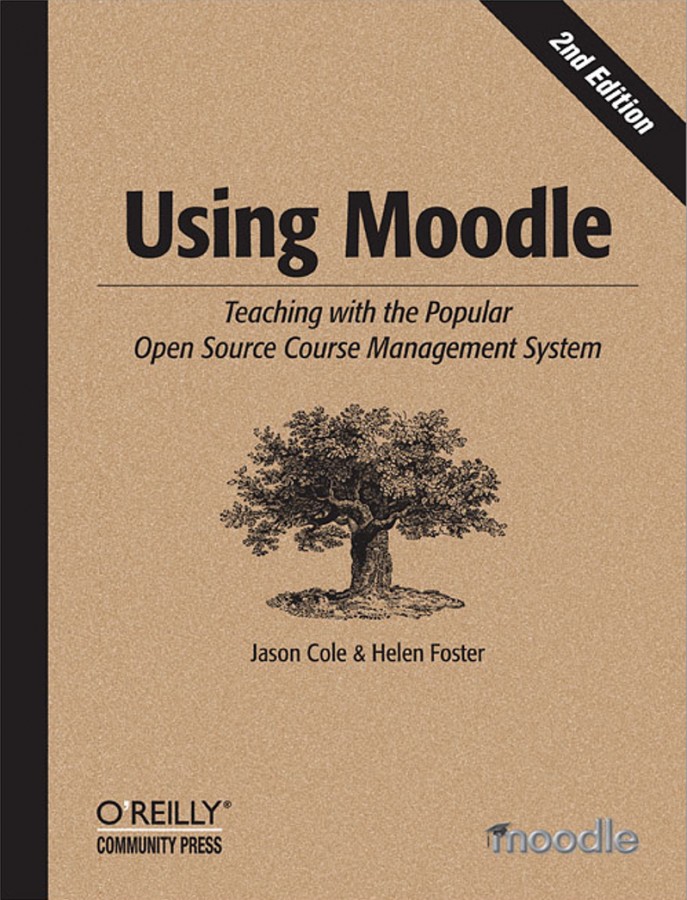 2nd Edition
Using Moodle
Teaching with the Popular
Open Source Course Management System
Jason Cole & Helen Foster
O'REILLY®
COMMUNITY PRESS
moodle